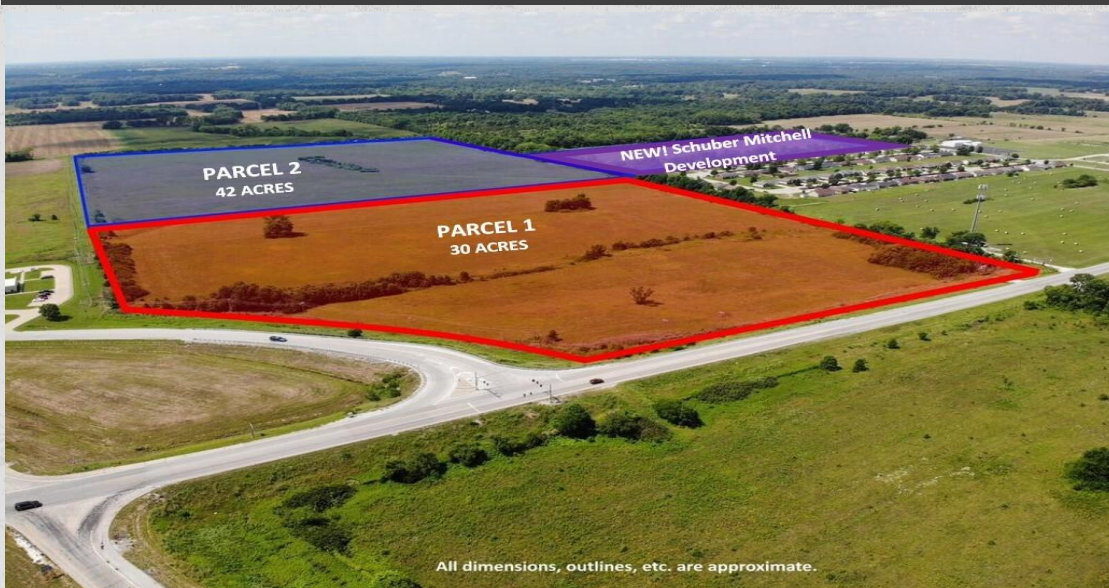 NEW! Schuber Mitchell
Development
PARCEL 2
42 ACRES
PARCEL 1
30 ACRES
All dimensions, outlines, etc. are approximate.